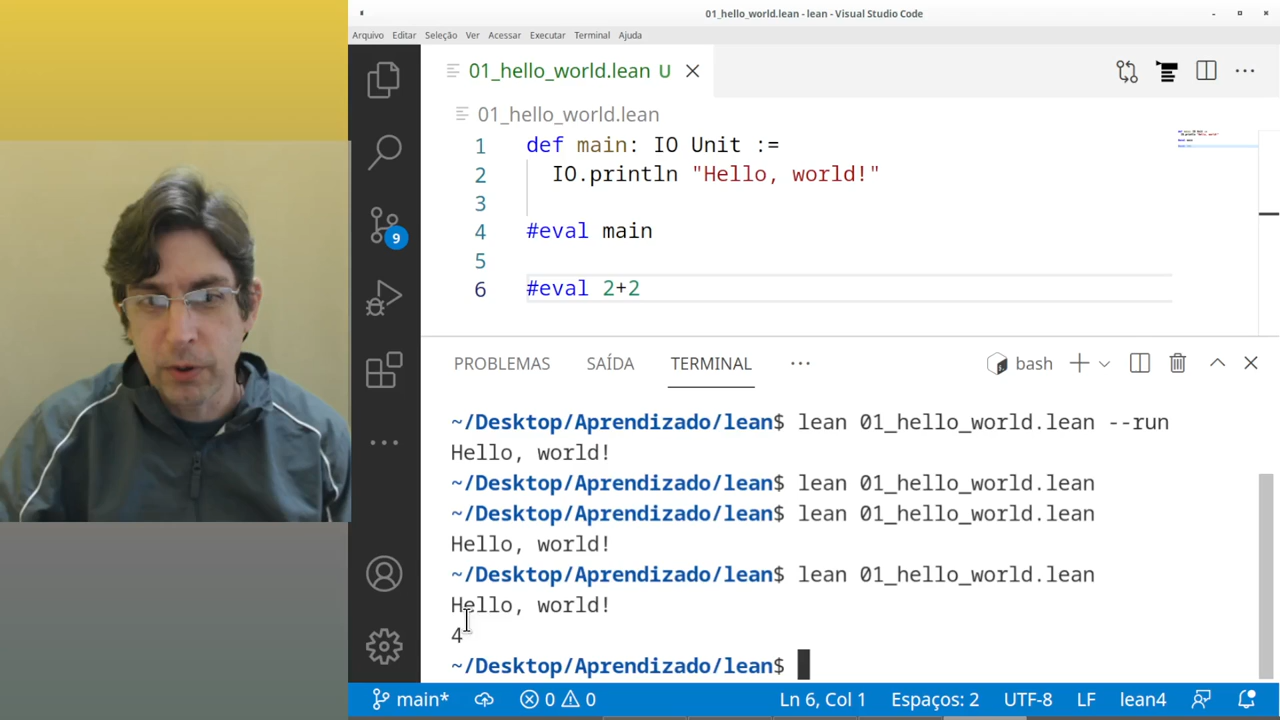 01_hello_world.lean - lean - Visual Studio Code
Arquivo Editar Seleção Ver Acessar Executar Terminal Ajuda
01_hello_world.lean U
01_hello_world.lean
1 def main: IO Unit :=
2 IO.println "Hello, world!"
3
4 #eval main
5
6 #eval 2+2
9
PROBLEMAS SAÍDA TERMINAL ··· bash
~/Desktop/Aprendizado/lean$ lean 01_hello_world.lean --run
Hello, world!
~/Desktop/Aprendizado/lean$ lean 01_hello_world.lean
~/Desktop/Aprendizado/lean$ lean 01_hello_world.lean
Hello, world!
~/Desktop/Aprendizado/lean$ lean 01_hello_world.lean
Hello, world!
4
~/Desktop/Aprendizado/lean$
main* 0 0 Ln 6, Col 1 Espaços: 2 UTF-8 LF lean4